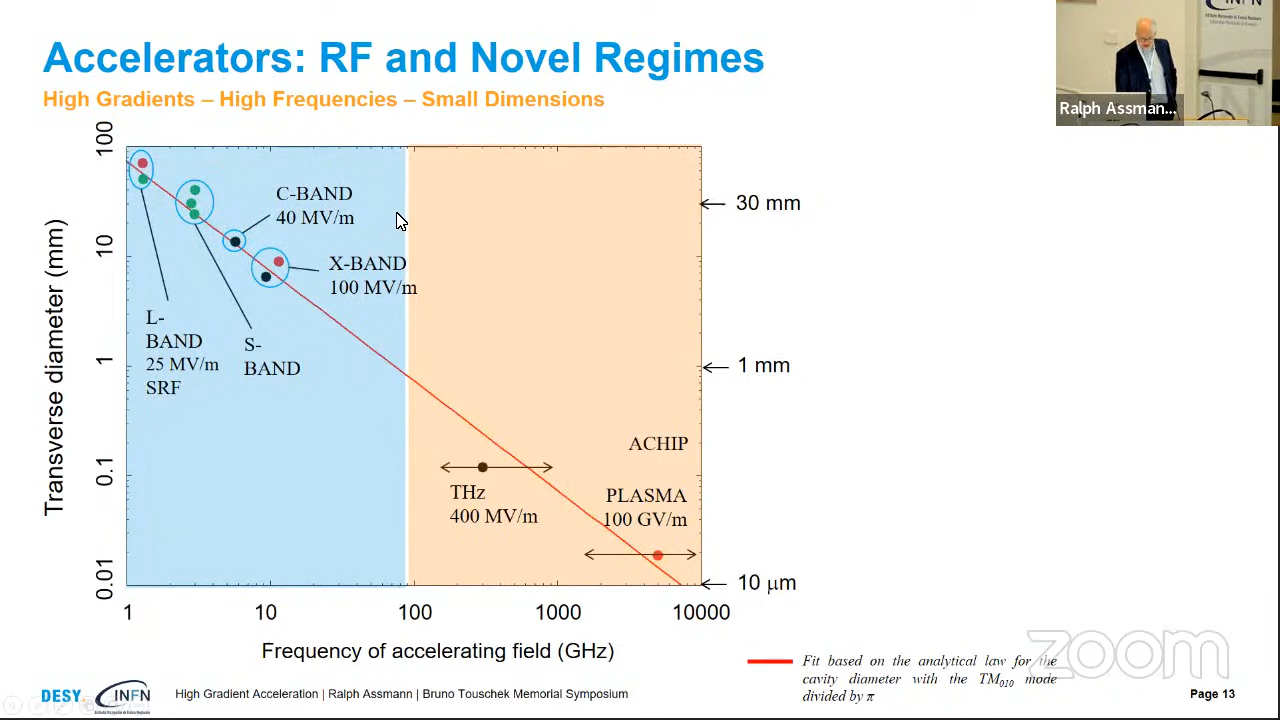 Accelerators: RF and Novel Regimes
High Gradients – High Frequencies – Small Dimensions
INFN
Ralph Assman...
100
10
1
0.1
0.01
Transverse diameter (mm)
C-BAND
40 MV/m
X-BAND
100 MV/m
L-
BAND
25 MV/m
SRF
S-
BAND
30 mm
1 mm
10 μm
ACHIP
THz
400 MV/m
PLASMA
100 GV/m
1
10
100
1000
10000
Frequency of accelerating field (GHz)
Fit based on the analytical law for the
cavity diameter with the TM010 mode
divided by π
zoom
DESY
INFN
High Gradient Acceleration | Ralph Assmann | Bruno Touschek Memorial Symposium
Page 13